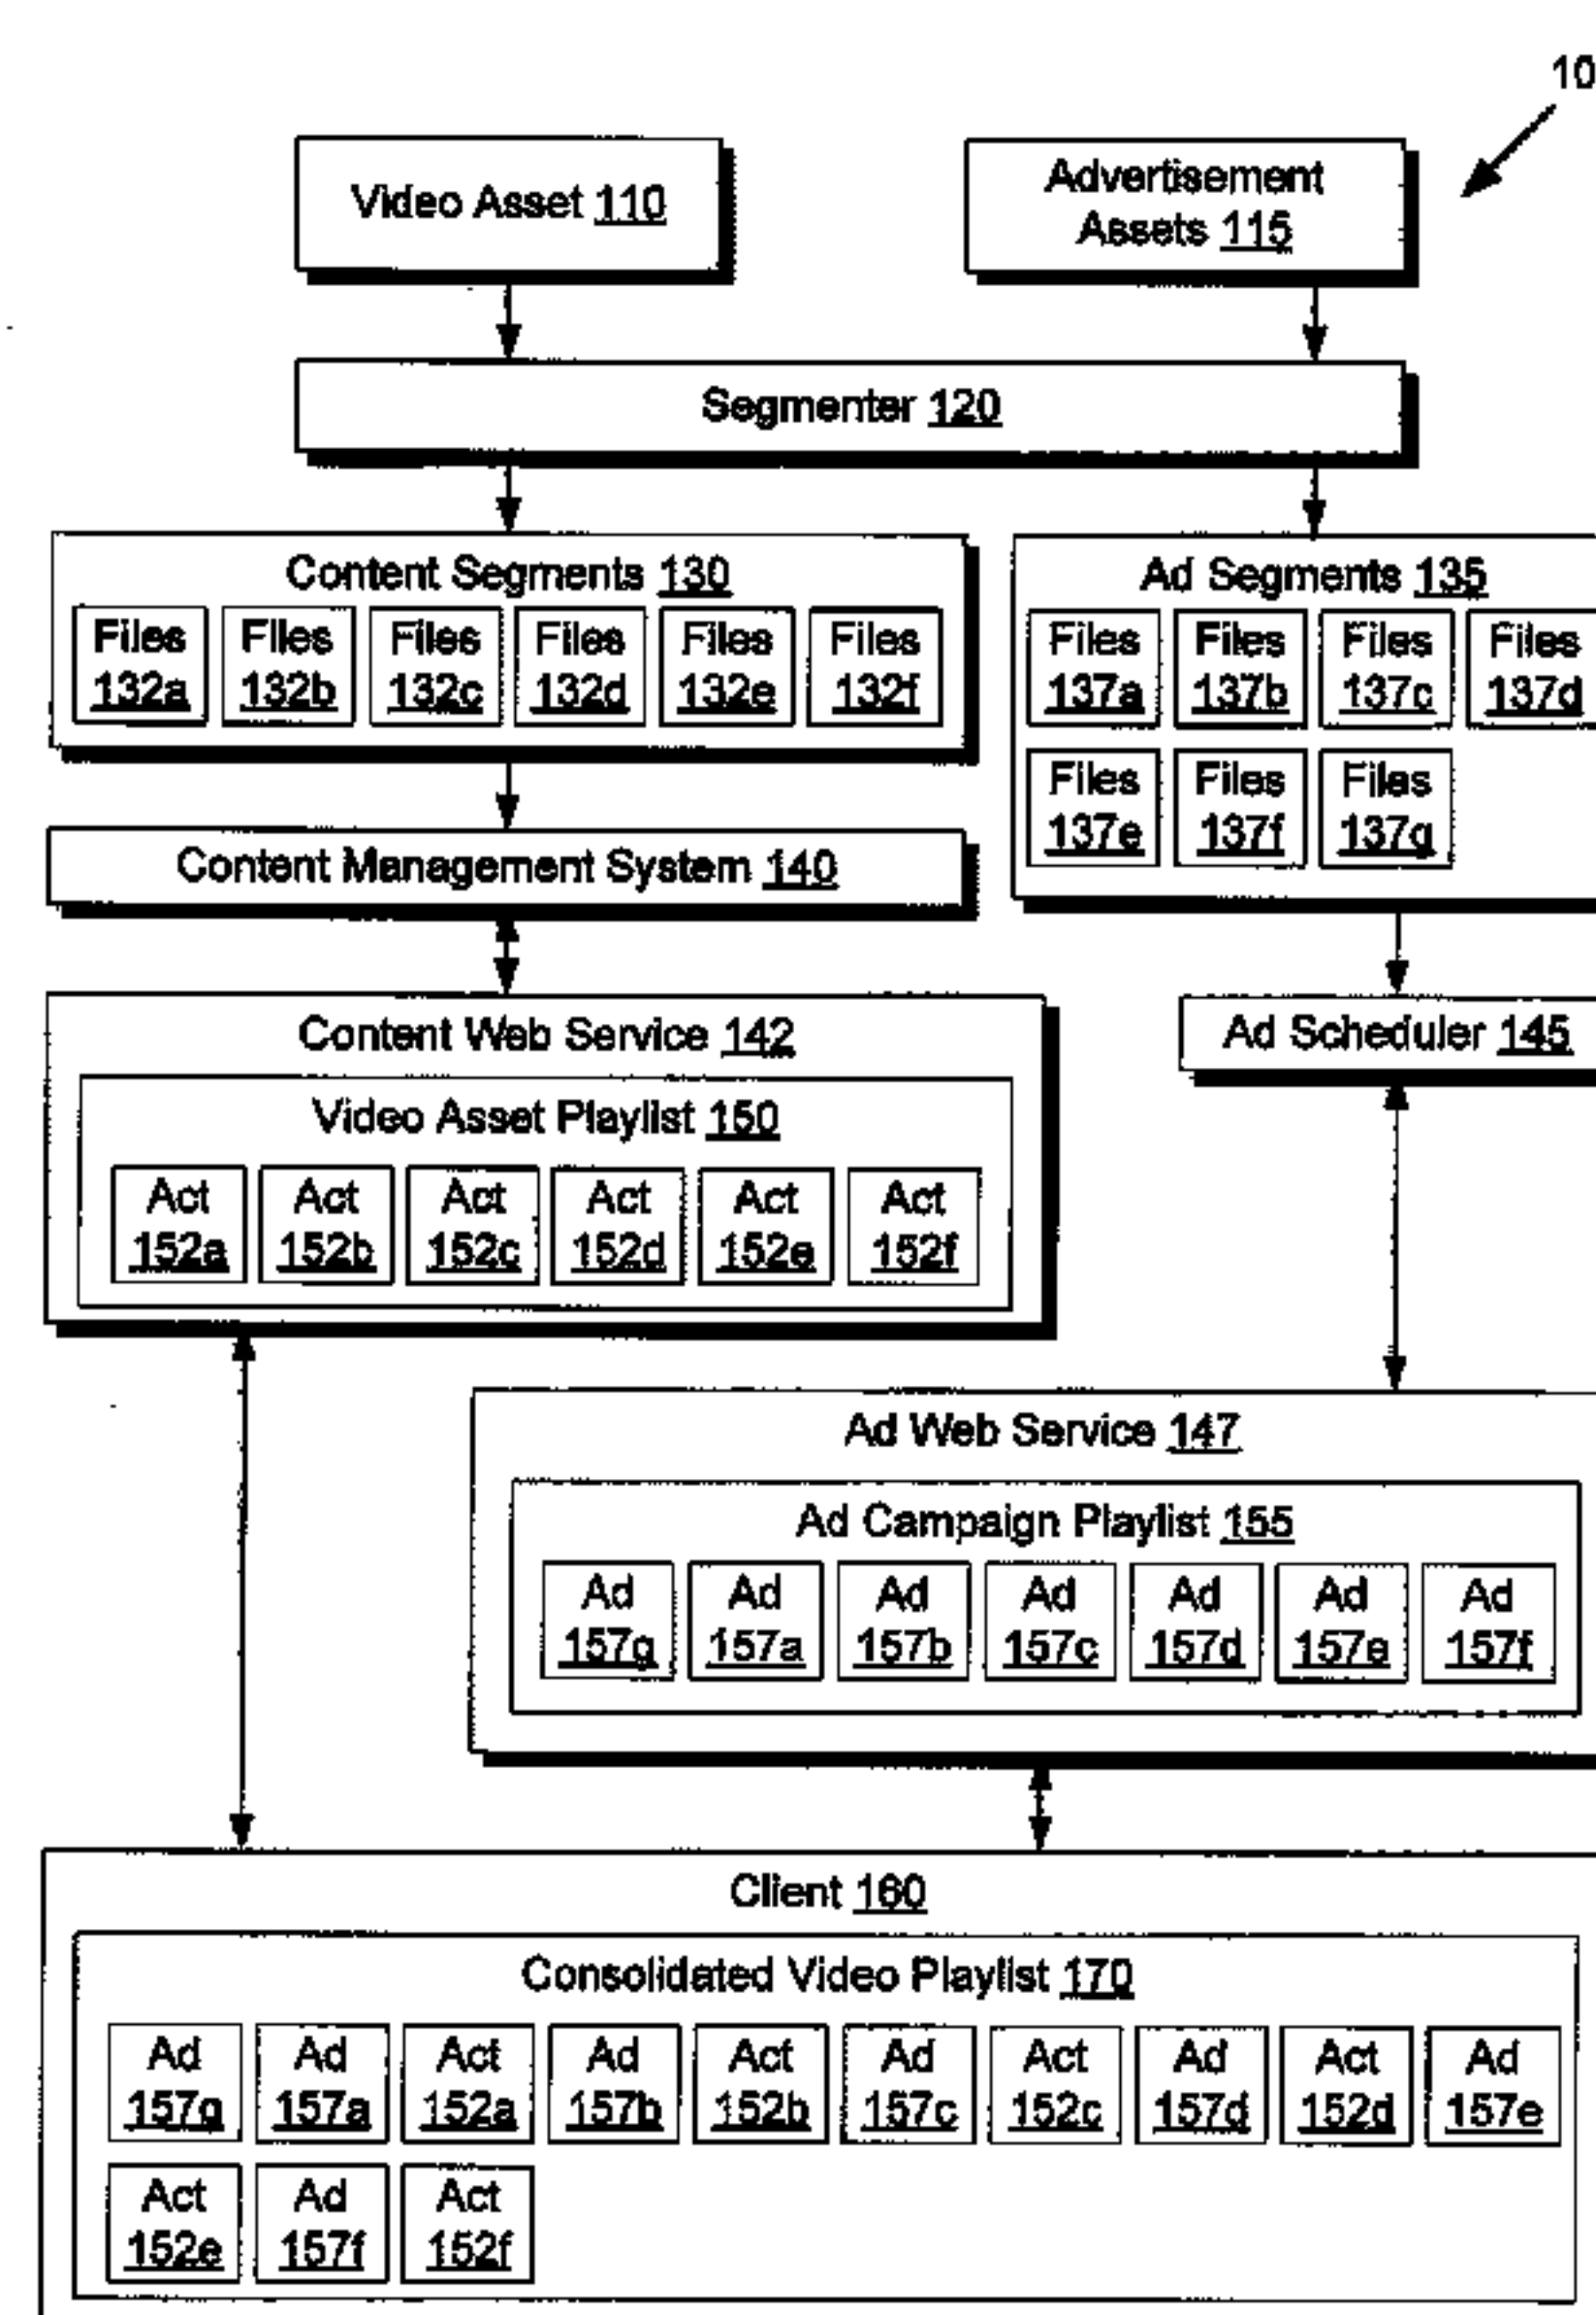 10
Video Asset 110
Advertisement
Assets 115
Segmenter 120
Content Segments 130
Files 132a
Files 132b
Files 132c
Files 132d
Files 132e
Files 132f
Ad Segments 135
Files 137a
Files 137b
Files 137c
Files 137d
Files 137e
Files 137f
Files 137g
Content Management System 140
Content Web Service 142
Video Asset Playlist 150
Act 152a
Act 152b
Act 152c
Act 152d
Act 152e
Act 152f
Ad Scheduler 145
Ad Web Service 147
Ad Campaign Playlist 155
Ad 157g
Ad 157a
Ad 157b
Ad 157c
Ad 157d
Ad 157e
Ad 157f
Client 160
Consolidated Video Playlist 170
Ad 157g
Ad 157a
Act 152a
Ad 157b
Act 152b
Ad 157c
Act 152c
Ad 157d
Act 152d
Ad 157e
Act 152e
Ad 157f
Act 152f